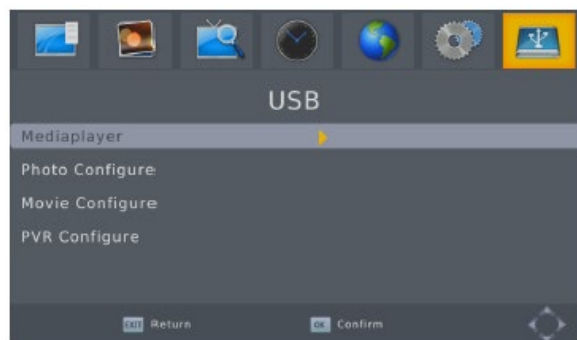 USB
Mediaplayer
Photo Configure
Movie Configure
PVR Configure
EXIT Return OK Confirm